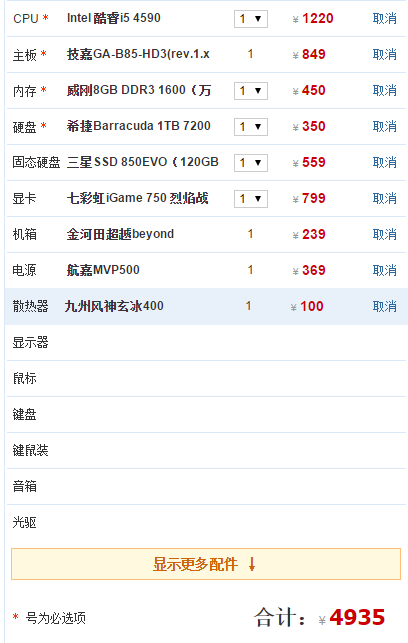 CPU * Intel 酷睿i5 4590 1 ▼ ¥ 1220 取消
主板 * 技嘉GA-B85-HD3(rev.1.x 1 ¥ 849 取消
内存 * 威刚8GB DDR3 1600（万 1 ▼ ¥ 450 取消
硬盘 * 希捷Barracuda 1TB 7200 1 ▼ ¥ 350 取消
固态硬盘 三星SSD 850EVO（120GB 1 ▼ ¥ 559 取消
显卡 七彩虹iGame 750 烈焰战 1 ▼ ¥ 799 取消
机箱 金河田超越beyond 1 ¥ 239 取消
电源 航嘉MVP500 1 ¥ 369 取消
散热器 九州风神玄冰400 1 ¥ 100 取消
显示器
鼠标
键盘
键鼠装
音箱
光驱
显示更多配件 ↓
* 号为必选项 合计：¥ 4935